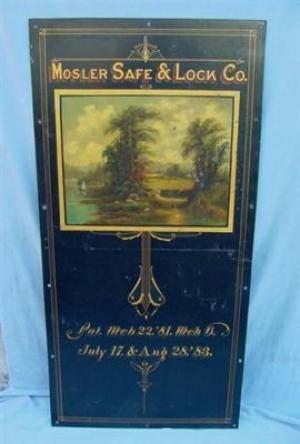 MOSLER SAFE & LOCK CO.
Pat. Mch 22.'81. Mch 6.
July 17. & Aug 28.'83.